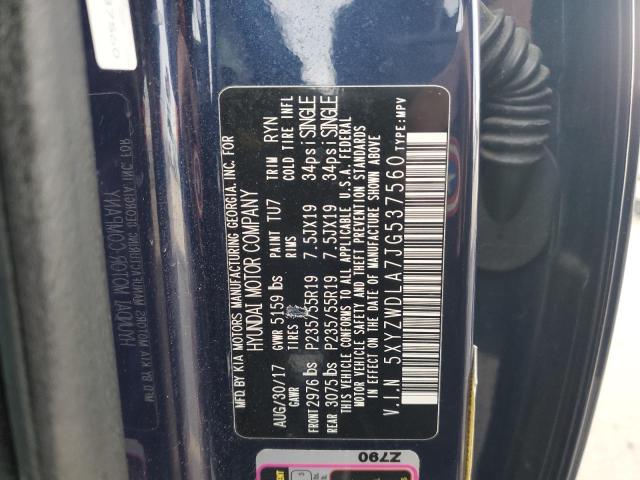 MFD.BY KIA MOTORS MANUFACTURING GEORGIA. INC. FOR
HYUNDAI MOTOR COMPANY
AUG/30/17 GVWR 5159 lbs PAINT TU7 TRIM RYN
GAWR TIRES RIMS COLD TIRE INFL
FRONT 2976 lbs P235/55R19 7.5JX19 34psi SINGLE
REAR 3075 lbs P235/55R19 7.5JX19 34psi SINGLE
THIS VEHICLE CONFORMS TO ALL APPLICABLE U.S.A. FEDERAL
MOTOR VEHICLE SAFETY AND THEFT PREVENTION STANDARDS
IN EFFECT ON THE DATE OF MANUFACTURE SHOWN ABOVE
V.I.N 5XYZWDLA7JG537560 TYPE:MPV
Z790